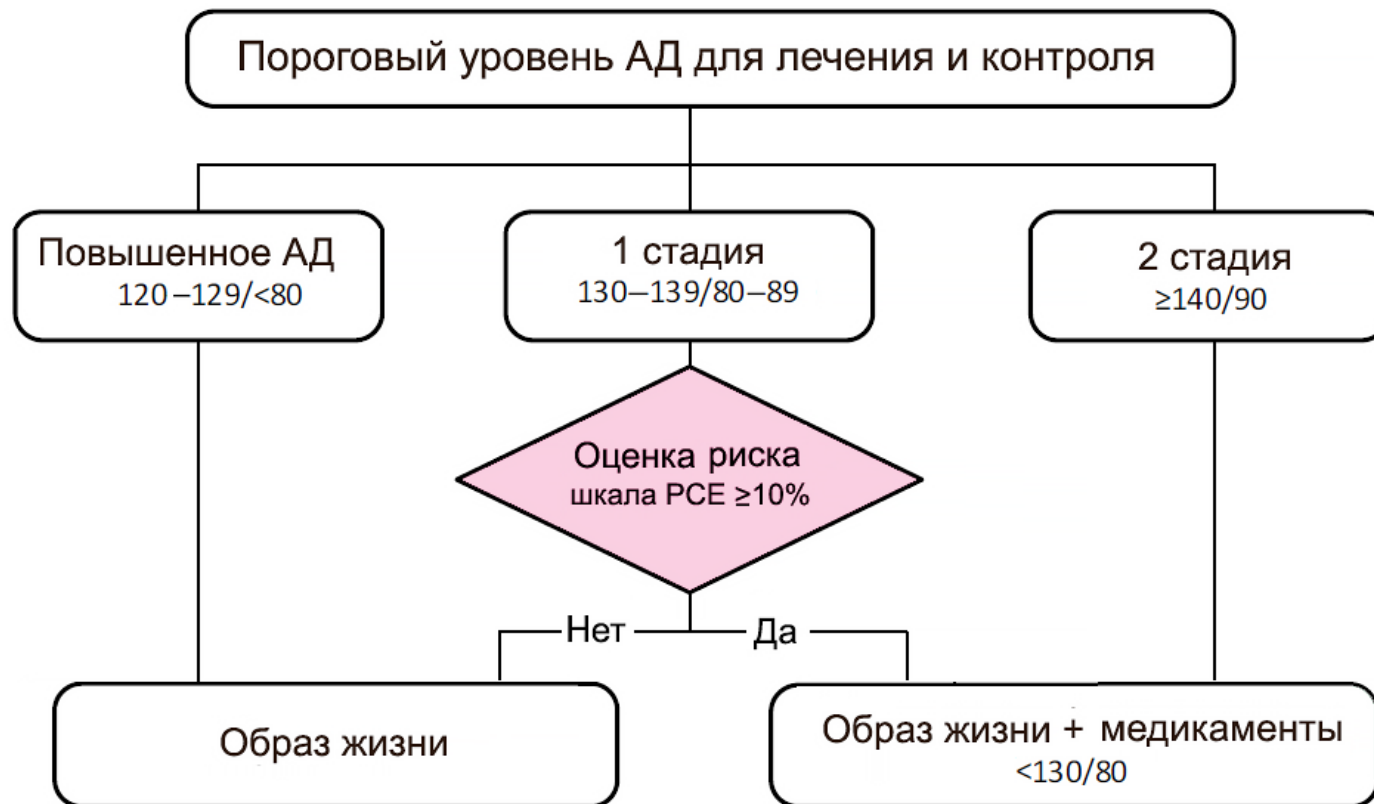 Пороговый уровень АД для лечения и контроля
Повышенное АД
120–129/<80
1 стадия
130–139/80–89
2 стадия
≥140/90
Оценка риска
шкала PCE ≥10%
Нет
Да
Образ жизни
Образ жизни + медикаменты
<130/80